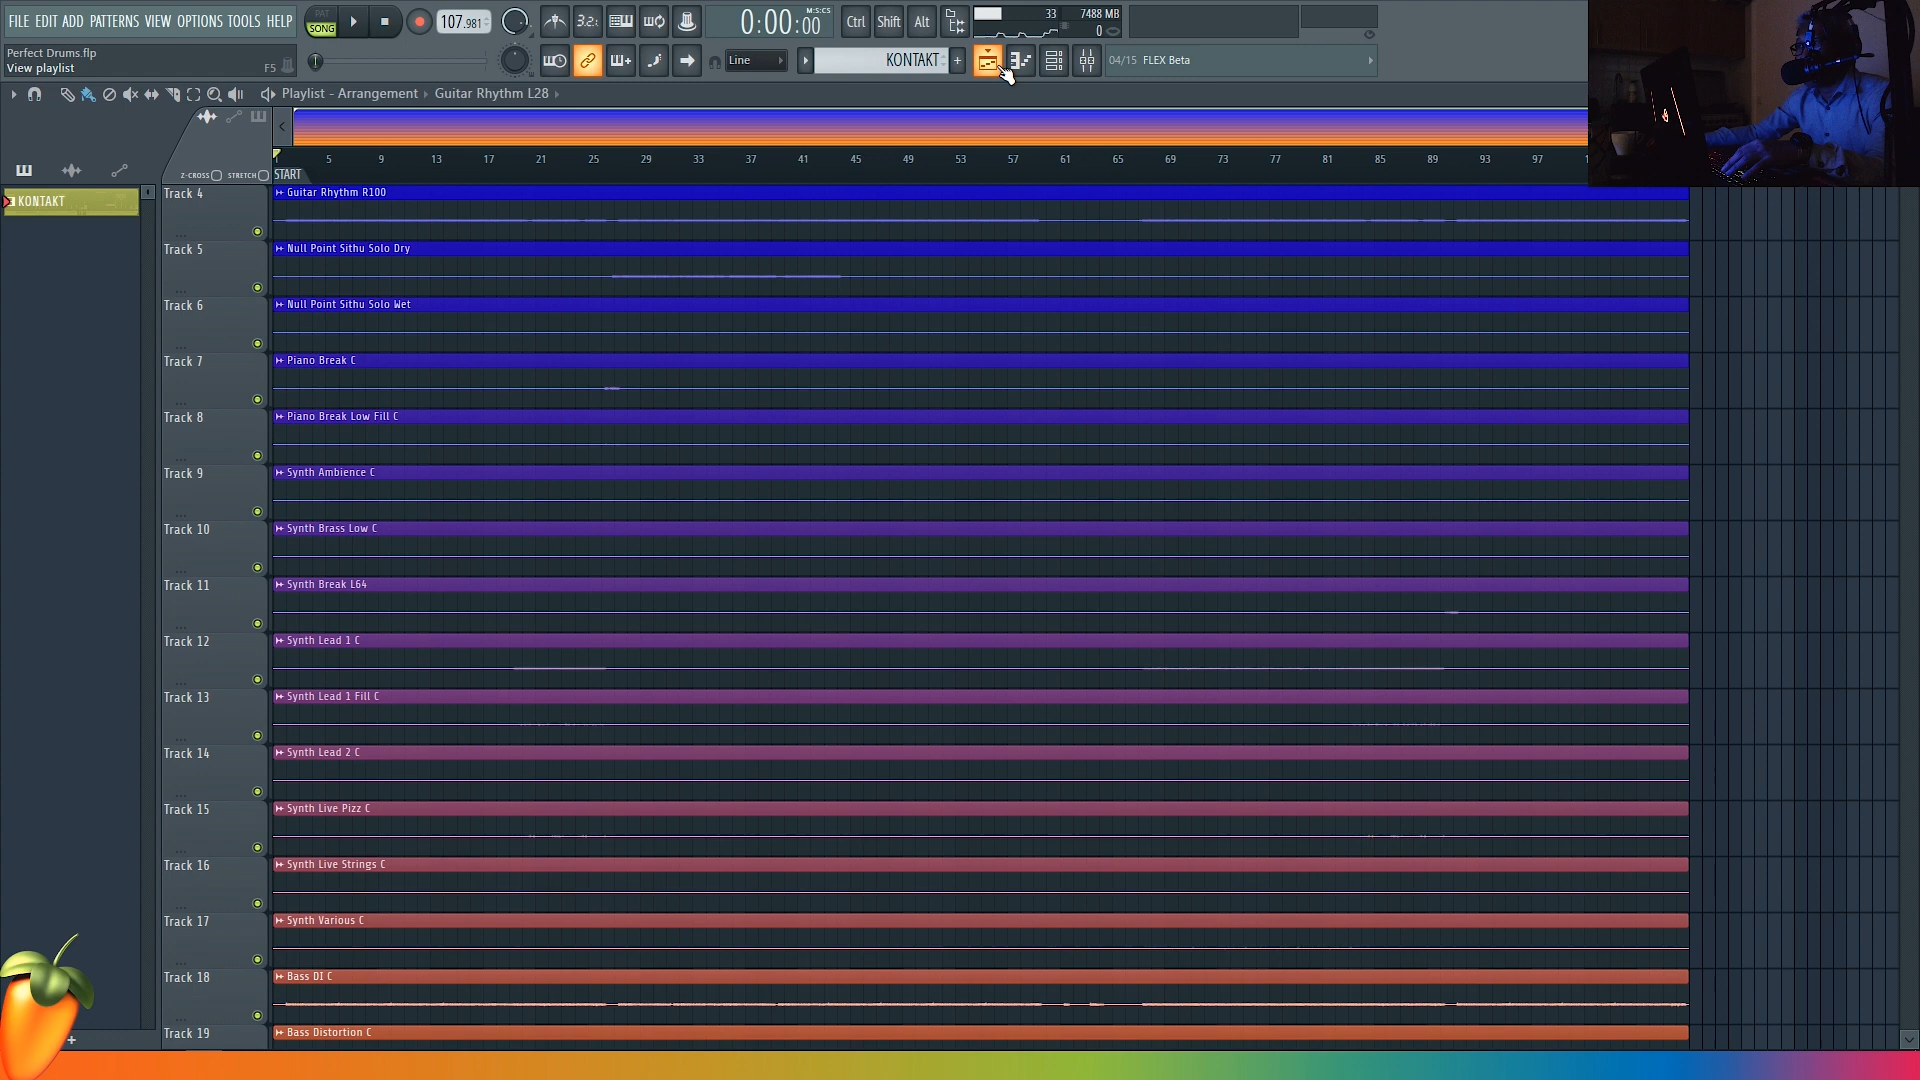 FILE EDIT ADD PATTERNS VIEW OPTIONS TOOLS HELP
PAT
SONG
107.981
3.2.
0:00:00
M:S:CS
Ctrl
Shift
Alt
33
7488 MB
0
Perfect Drums.flp
View playlist
F5
Line
KONTAKT
+
04/15 FLEX Beta
Playlist - Arrangement › Guitar Rhythm L28 ›
5 9 13 17 21 25 29 33 37 41 45 49 53 57 61 65 69 73 77 81 85 89 93 97
Z-CROSS
STRETCH
START
KONTAKT
Track 4
Guitar Rhythm R100
Track 5
Null Point Sithu Solo Dry
Track 6
Null Point Sithu Solo Wet
Track 7
Piano Break C
Track 8
Piano Break Low Fill C
Track 9
Synth Ambience C
Track 10
Synth Brass Low C
Track 11
Synth Break L64
Track 12
Synth Lead 1 C
Track 13
Synth Lead 1 Fill C
Track 14
Synth Lead 2 C
Track 15
Synth Live Pizz C
Track 16
Synth Live Strings C
Track 17
Synth Various C
Track 18
Bass DI C
Track 19
Bass Distortion C
+